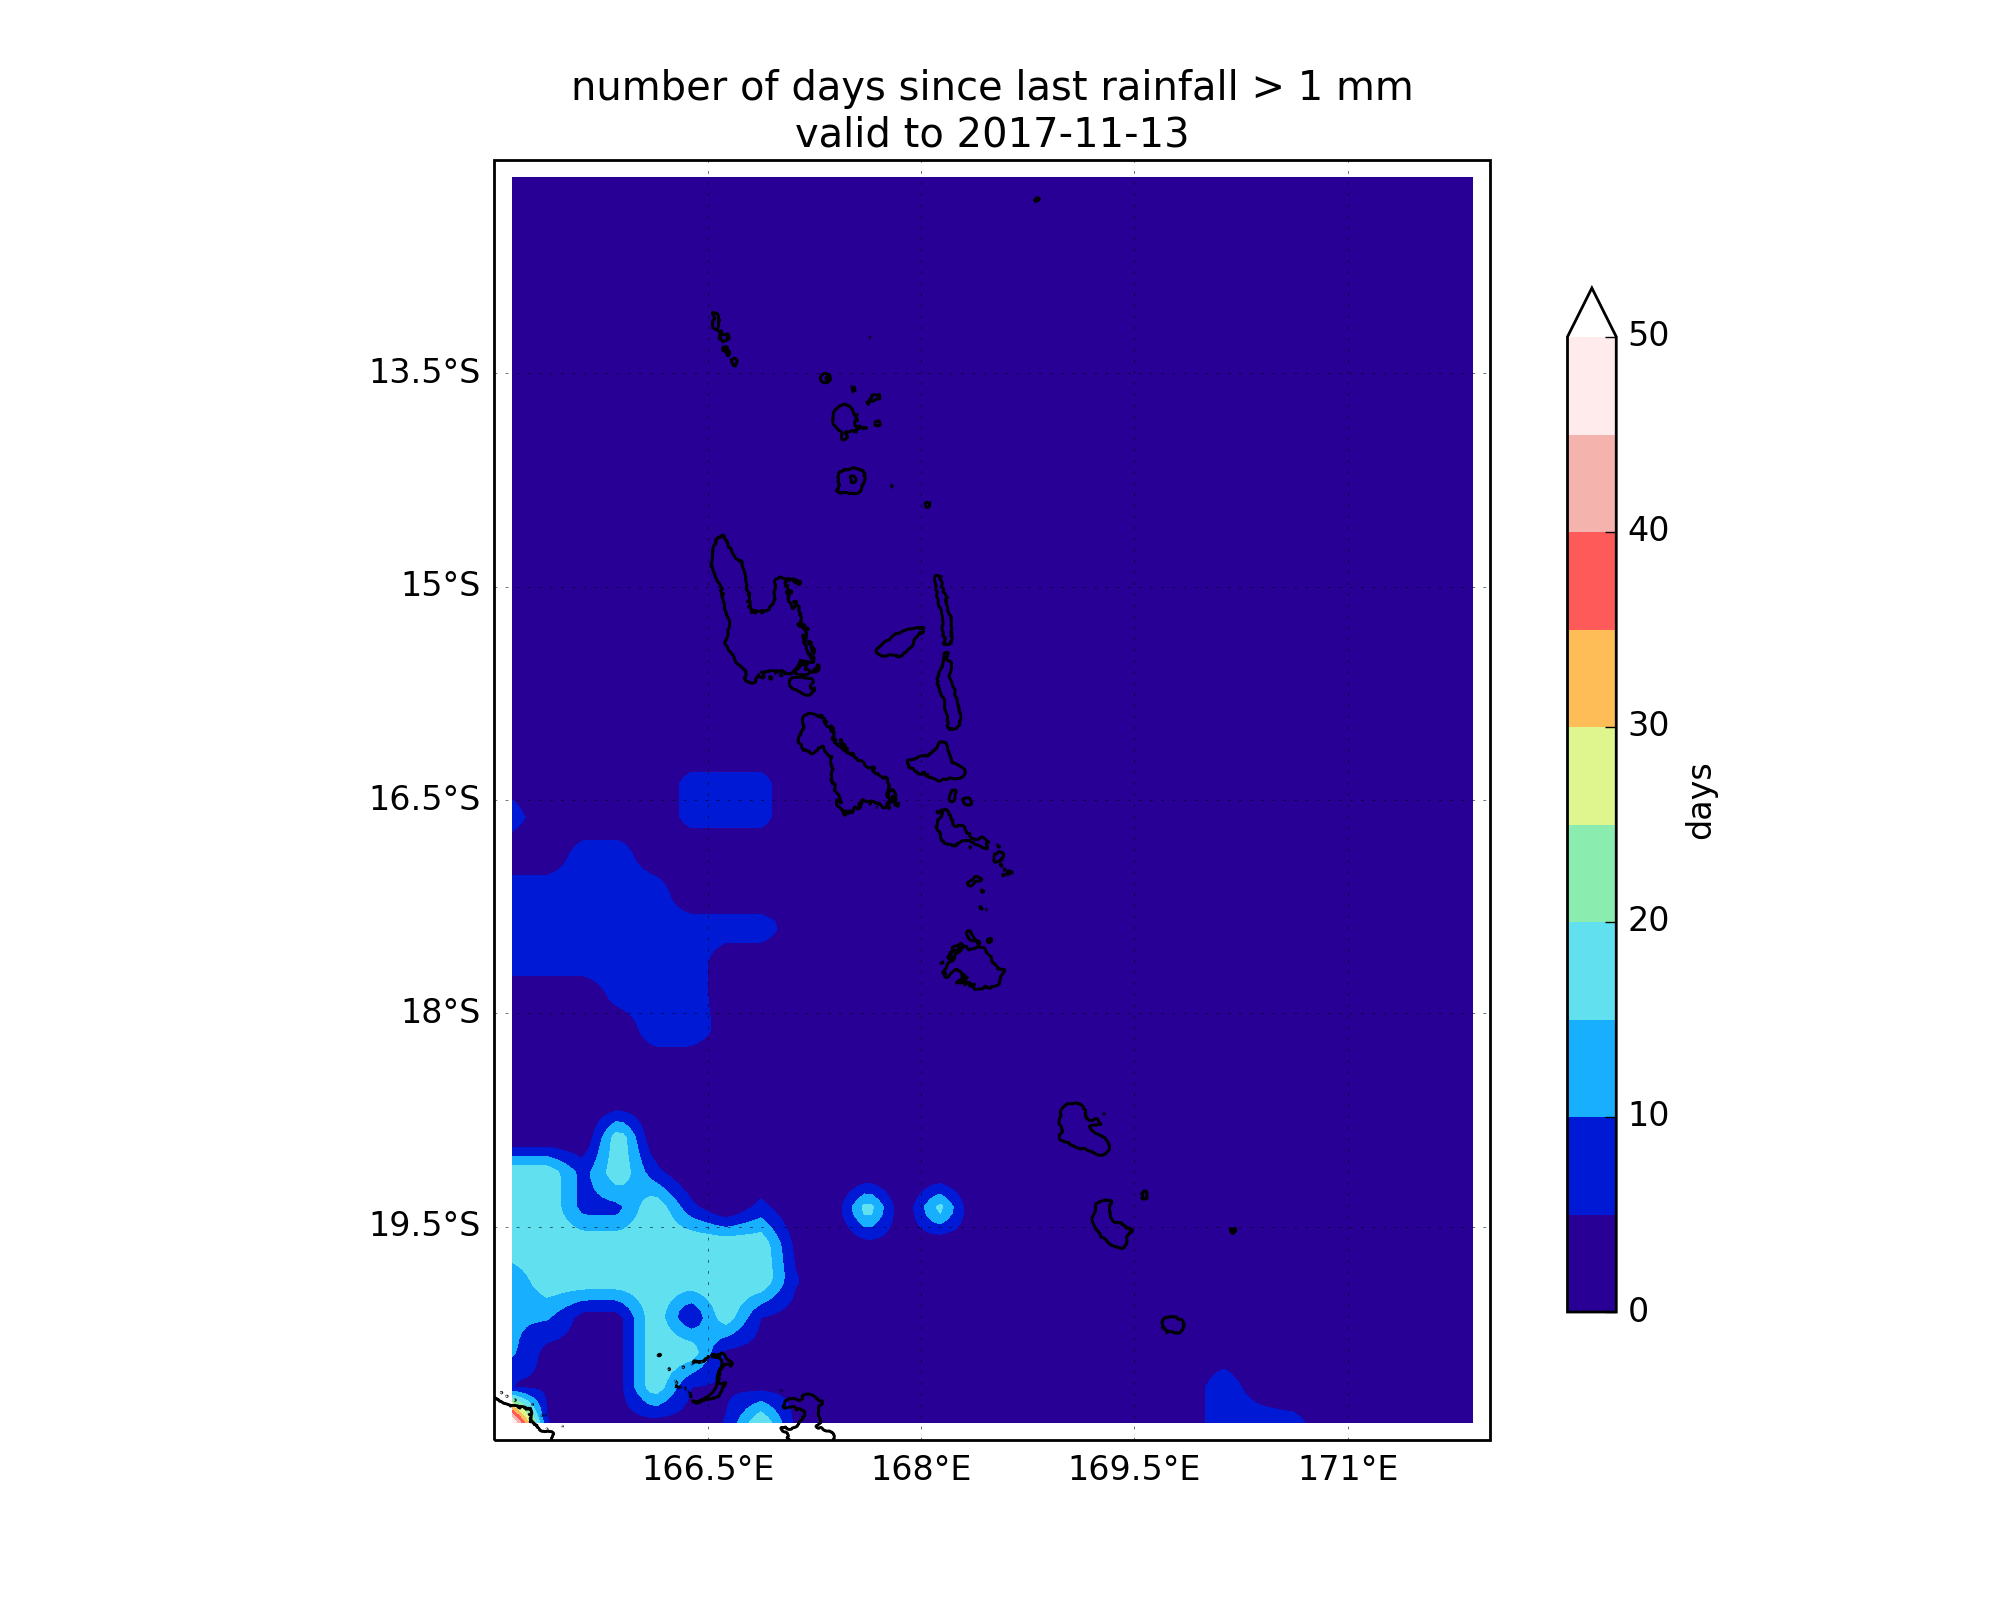 number of days since last rainfall > 1 mm
valid to 2017-11-13
13.5°S
15°S
16.5°S
18°S
19.5°S
166.5°E
168°E
169.5°E
171°E
50
40
30
20
10
0
days